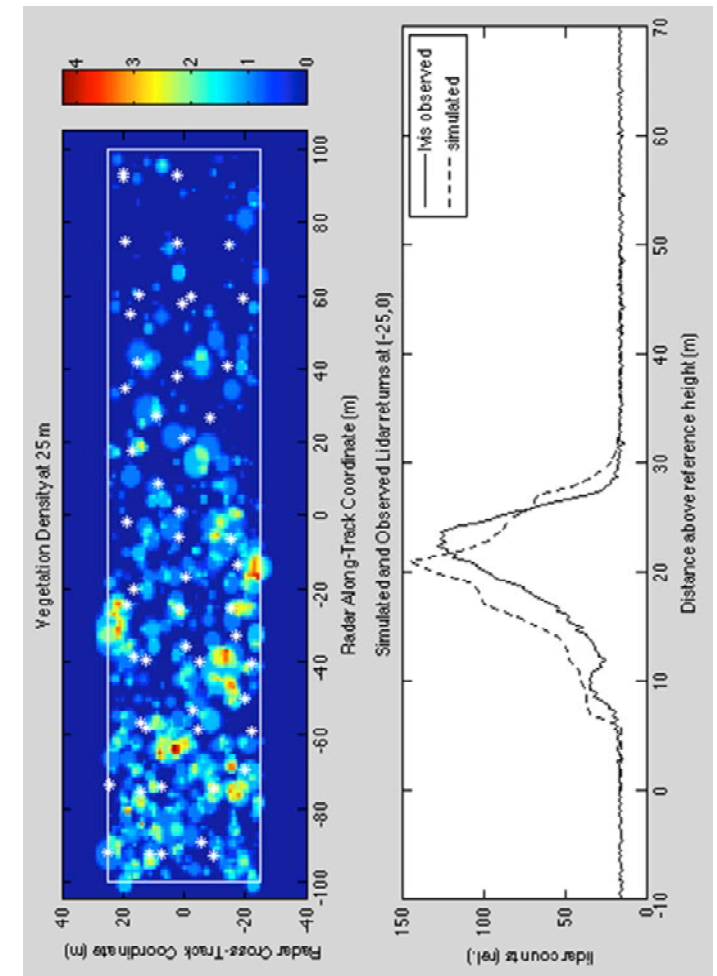 Vegetation Density at 25 m
4
3
2
1
0
40
20
0
-20
-40
Radar Cross-Track Coordinate (m)
-100 -80 -60 -40 -20 0 20 40 60 80 100
Radar Along-Track Coordinate (m)
Simulated and Observed Lidar returns at (-25,0)
lvis observed
simulated
150
100
50
0
lidar counts (rel.)
-10 0 10 20 30 40 50 60 70
Distance above reference height (m)